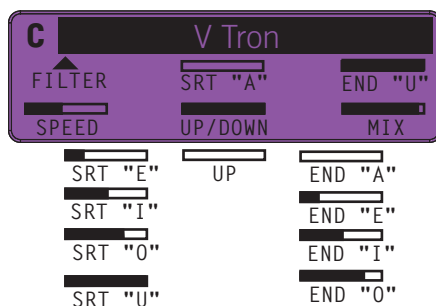 C V Tron
FILTER SRT "A" END "U"
SPEED UP/DOWN MIX
SRT "E" UP END "A"
SRT "I" END "E"
SRT "O" END "I"
SRT "U" END "O"